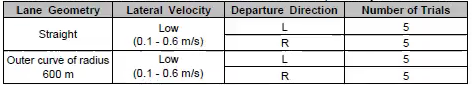 Lane Geometry Lateral Velocity Departure Direction Number of Trials
Straight Low (0.1 - 0.6 m/s) L 5
R 5
Outer curve of radius 600 m Low (0.1 - 0.6 m/s) L 5
R 5